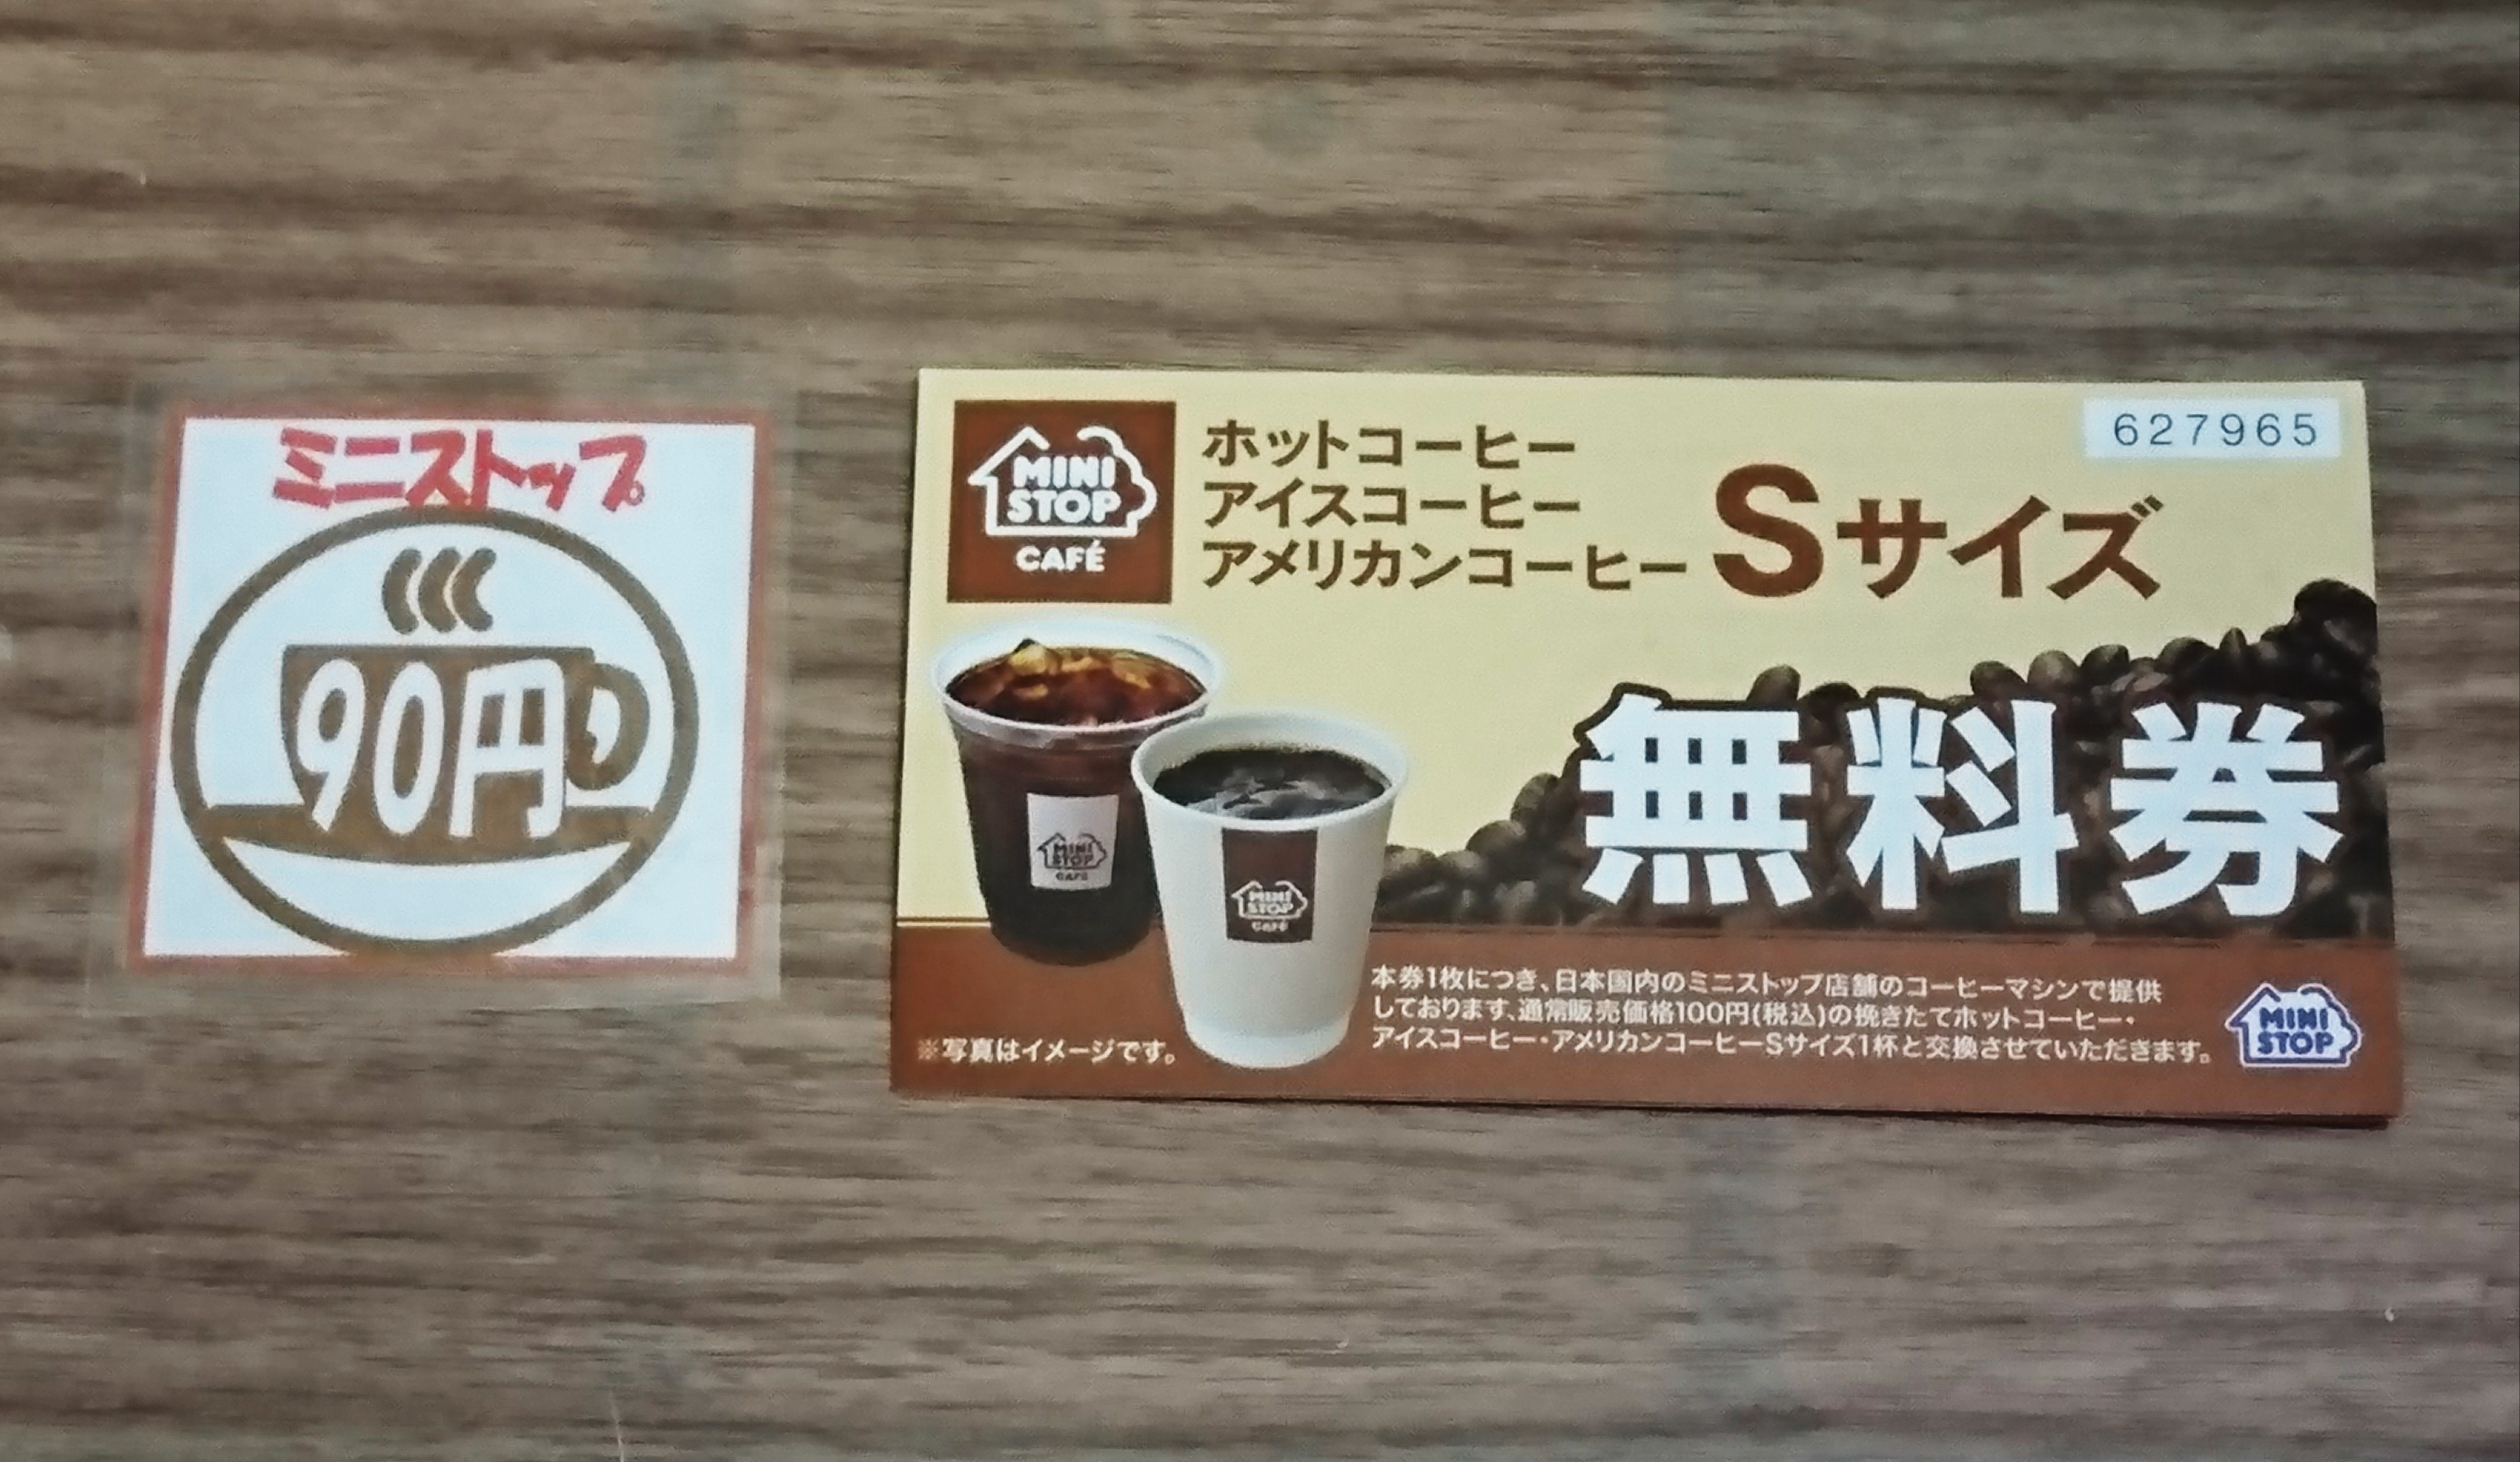 ミニストップ
90円
MINI
STOP
CAFÉ
ホットコーヒー
アイスコーヒー
アメリカンコーヒー
Sサイズ
627965
無料券
MINI
STOP
CAFÉ
MINI
STOP
CAFÉ
※写真はイメージです。
本券1枚につき、日本国内のミニストップ店舗のコーヒーマシンで提供
しております、通常販売価格100円(税込)の挽きたてホットコーヒー・
アイスコーヒー・アメリカンコーヒーSサイズ1杯と交換させていただきます。
MINI
STOP